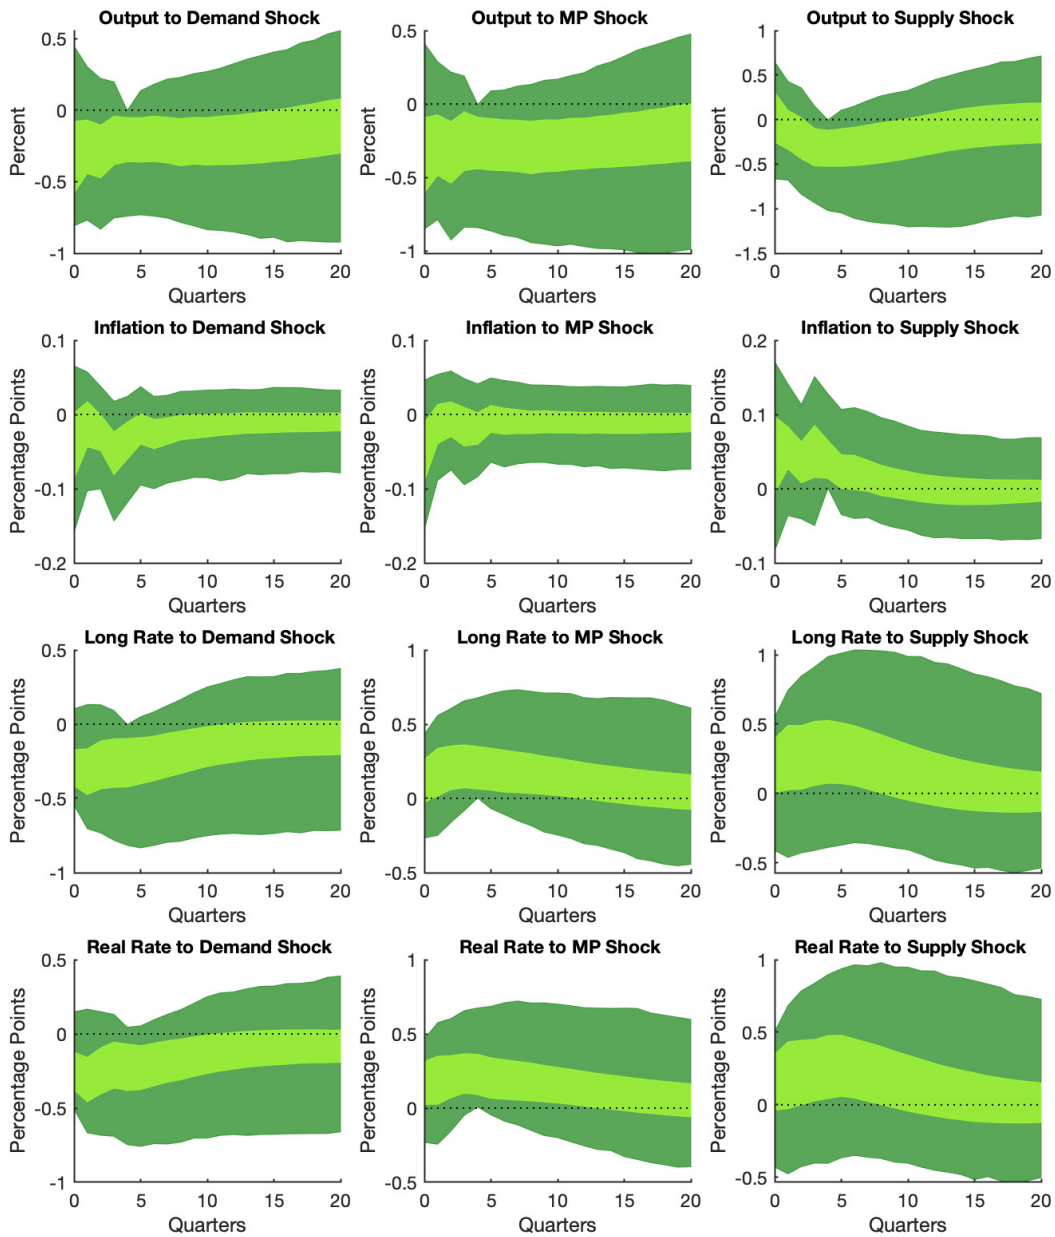 Output to Demand Shock
Percent
0.5
0
-0.5
-1
0 5 10 15 20
Quarters
Output to MP Shock
0.5
0
-0.5
-1
0 5 10 15 20
Quarters
Output to Supply Shock
1
0.5
0
-0.5
-1
-1.5
0 5 10 15 20
Quarters
Inflation to Demand Shock
Percentage Points
0.1
0
-0.1
-0.2
0 5 10 15 20
Quarters
Inflation to MP Shock
Percentage Points
0.1
0
-0.1
-0.2
0 5 10 15 20
Quarters
Inflation to Supply Shock
Percentage Points
0.2
0.1
0
-0.1
0 5 10 15 20
Quarters
Long Rate to Demand Shock
Percentage Points
0.5
0
-0.5
-1
0 5 10 15 20
Quarters
Long Rate to MP Shock
Percentage Points
1
0.5
0
-0.5
0 5 10 15 20
Quarters
Long Rate to Supply Shock
Percentage Points
1
0.5
0
-0.5
0 5 10 15 20
Quarters
Real Rate to Demand Shock
Percentage Points
0.5
0
-0.5
-1
0 5 10 15 20
Quarters
Real Rate to MP Shock
Percentage Points
1
0.5
0
-0.5
0 5 10 15 20
Quarters
Real Rate to Supply Shock
Percentage Points
1
0.5
0
-0.5
0 5 10 15 20
Quarters